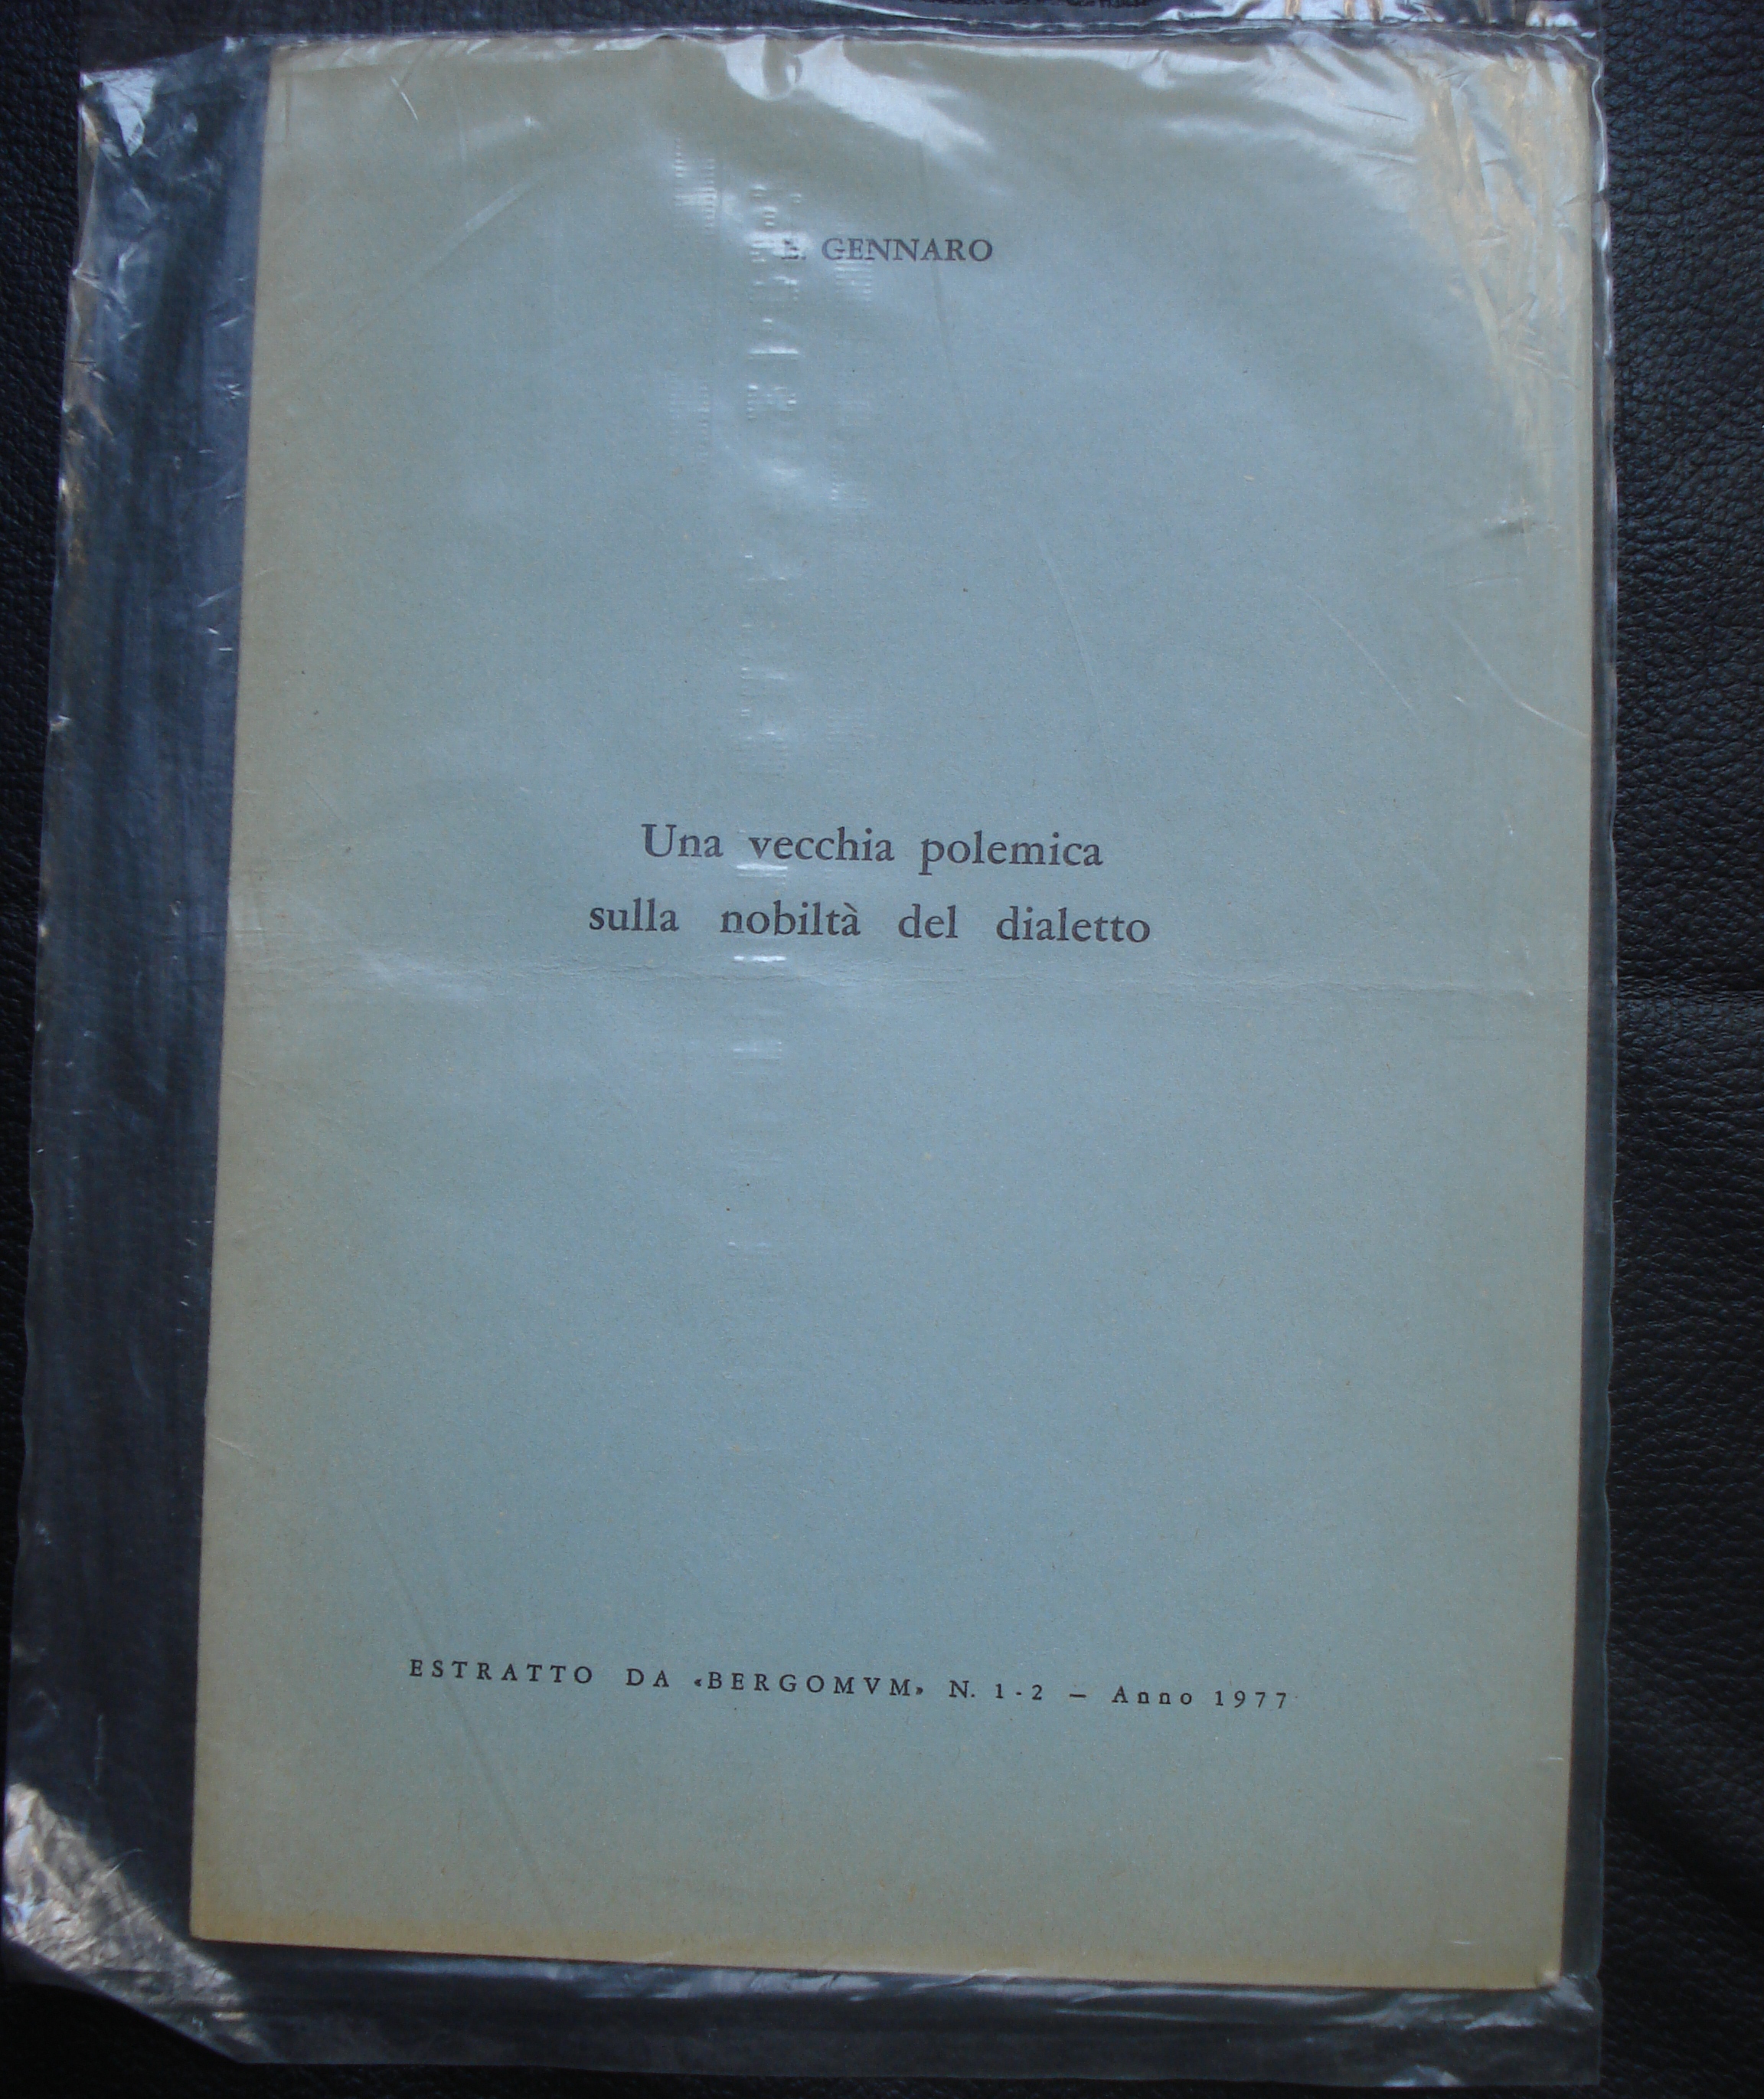 E. GENNARO
Una vecchia polemica
sulla nobiltà del dialetto
ESTRATTO DA «BERGOMVM» N. 1-2 — Anno 1977